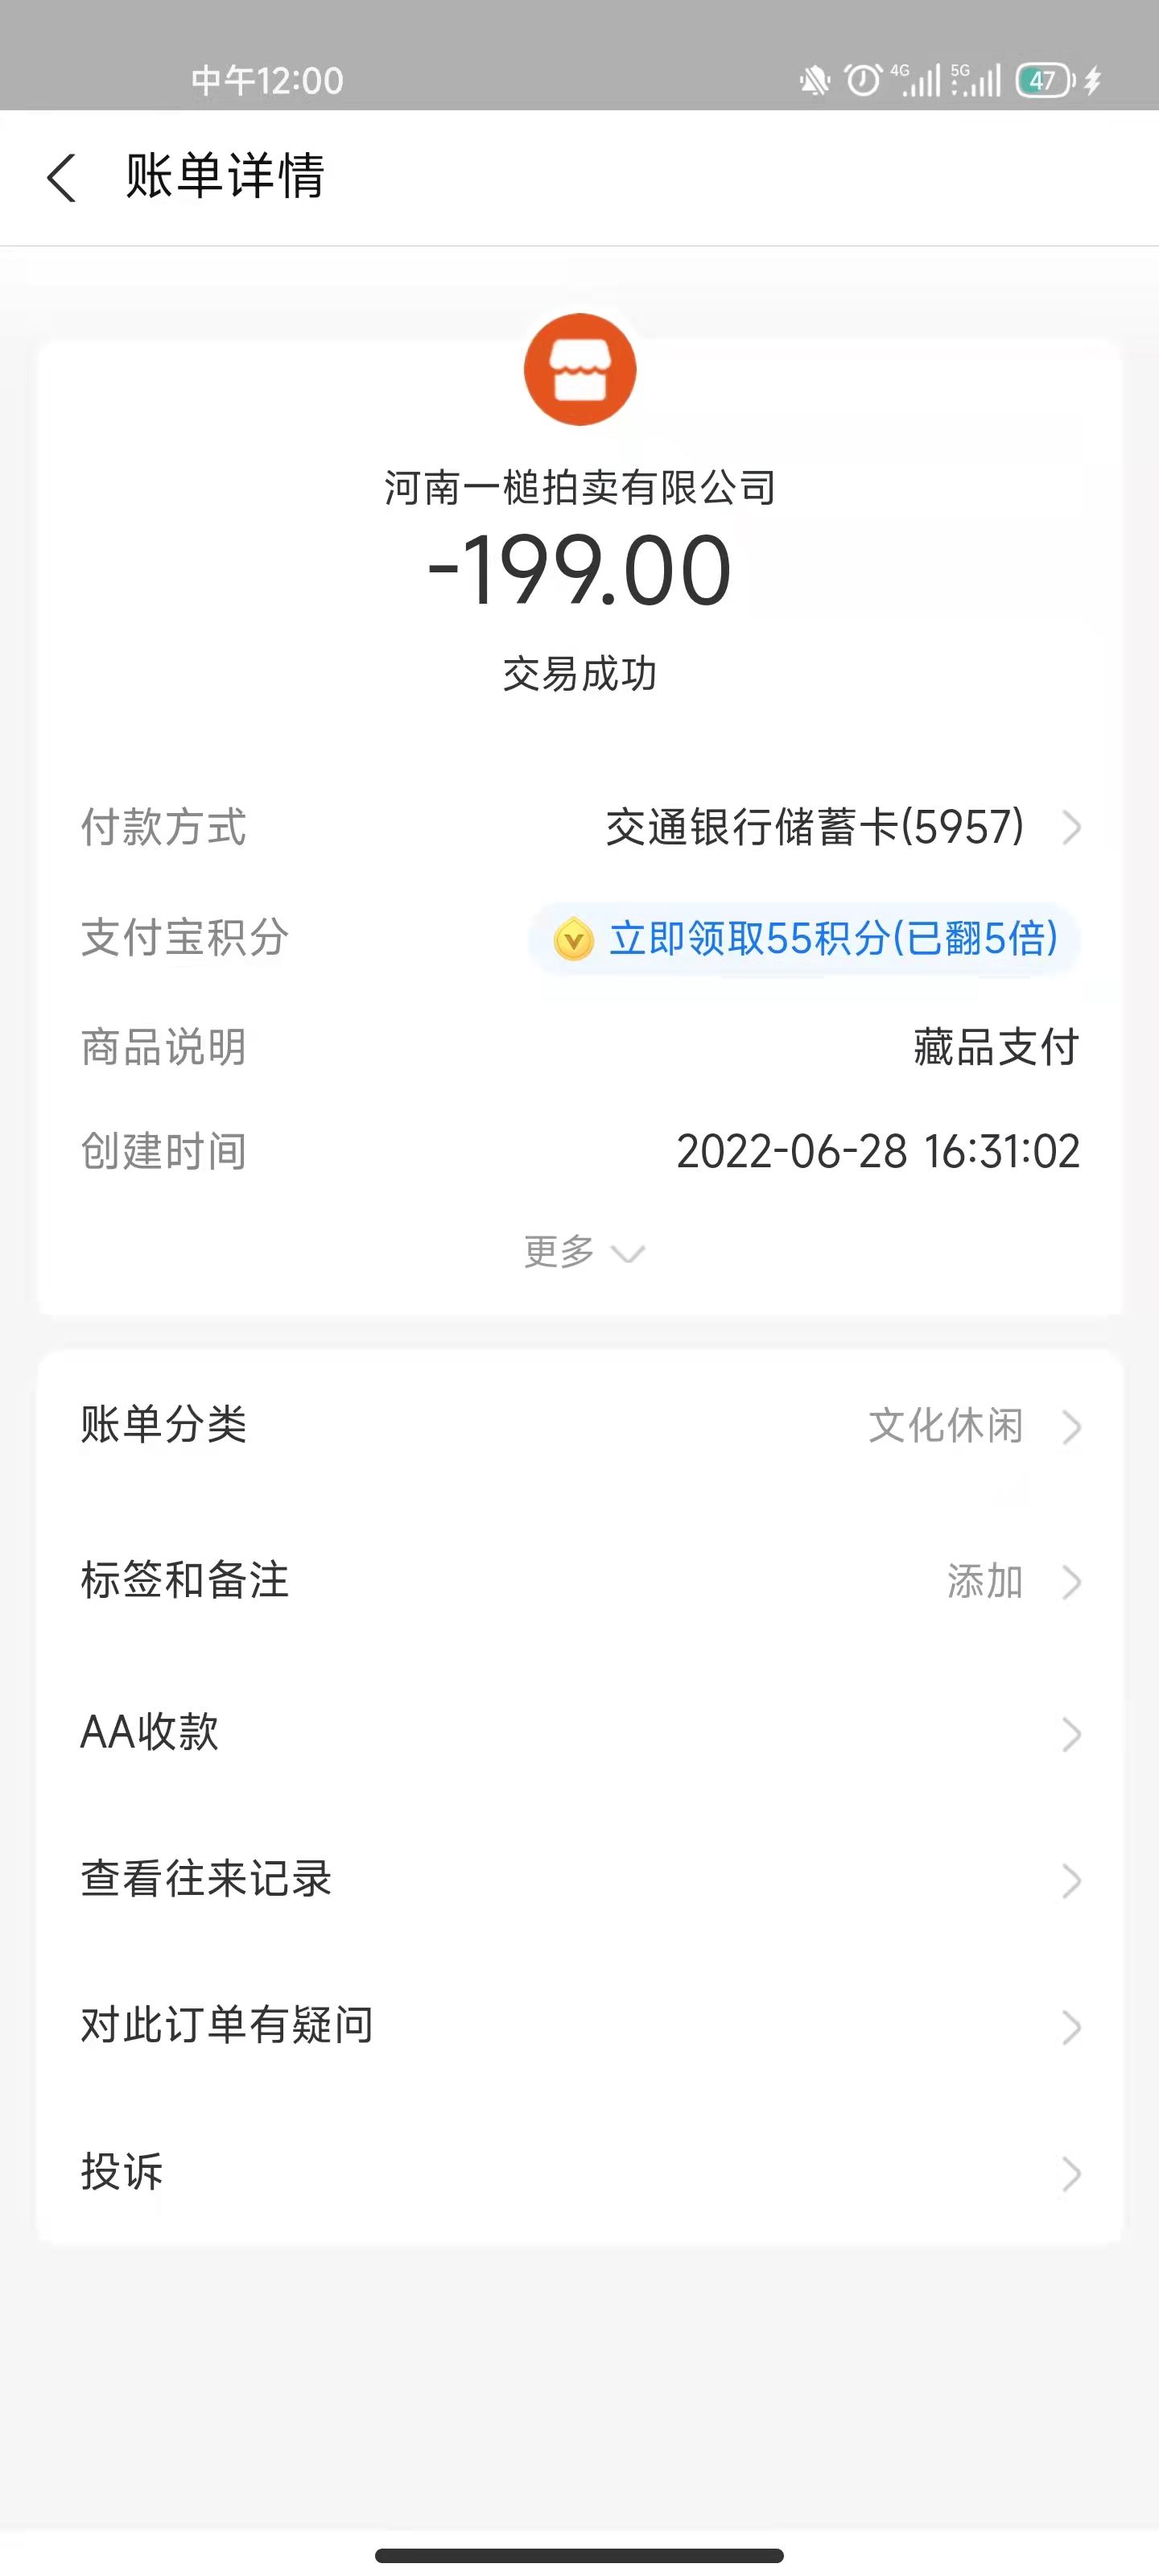 中午12:00 4G 5G 47
账单详情
河南一槌拍卖有限公司
-199.00
交易成功
付款方式 交通银行储蓄卡(5957)
支付宝积分 立即领取55积分(已翻5倍)
商品说明 藏品支付
创建时间 2022-06-28 16:31:02
更多
账单分类 文化休闲
标签和备注 添加
AA收款
查看往来记录
对此订单有疑问
投诉